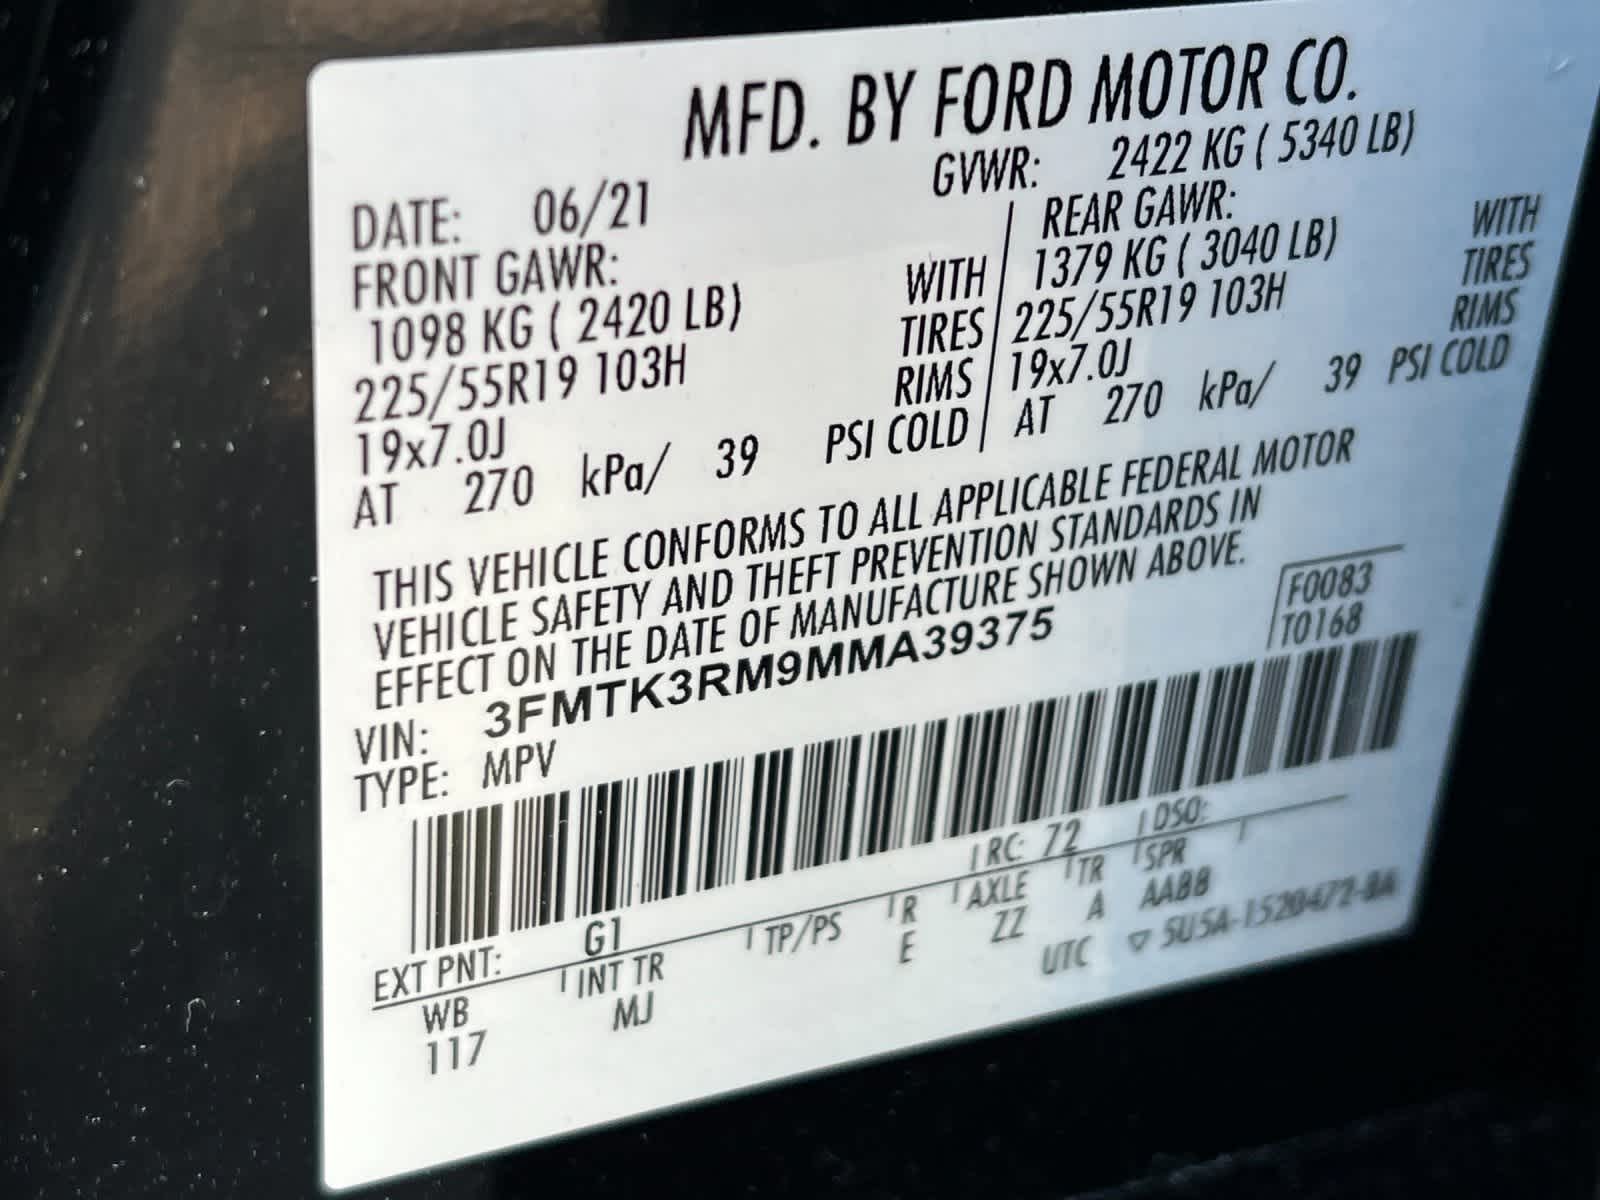 MFD. BY FORD MOTOR CO.
DATE: 06/21 GVWR: 2422 KG ( 5340 LB)
FRONT GAWR: WITH
1098 KG ( 2420 LB) TIRES
225/55R19 103H RIMS
19x7.0J
AT 270 kPa/ 39 PSI COLD
REAR GAWR: WITH
1379 KG ( 3040 LB) TIRES
225/55R19 103H RIMS
19x7.0J
AT 270 kPa/ 39 PSI COLD
THIS VEHICLE CONFORMS TO ALL APPLICABLE FEDERAL MOTOR
VEHICLE SAFETY AND THEFT PREVENTION STANDARDS IN
EFFECT ON THE DATE OF MANUFACTURE SHOWN ABOVE.
F0083
T0168
VIN: 3FMTK3RM9MMA39375
TYPE: MPV
EXT PNT: G1 RC: 72 DSO:
WB INT TR TP/PS R AXLE TR SPR
117 MJ E ZZ A AABB
UTC ▽ 5U5A-1520472-BA